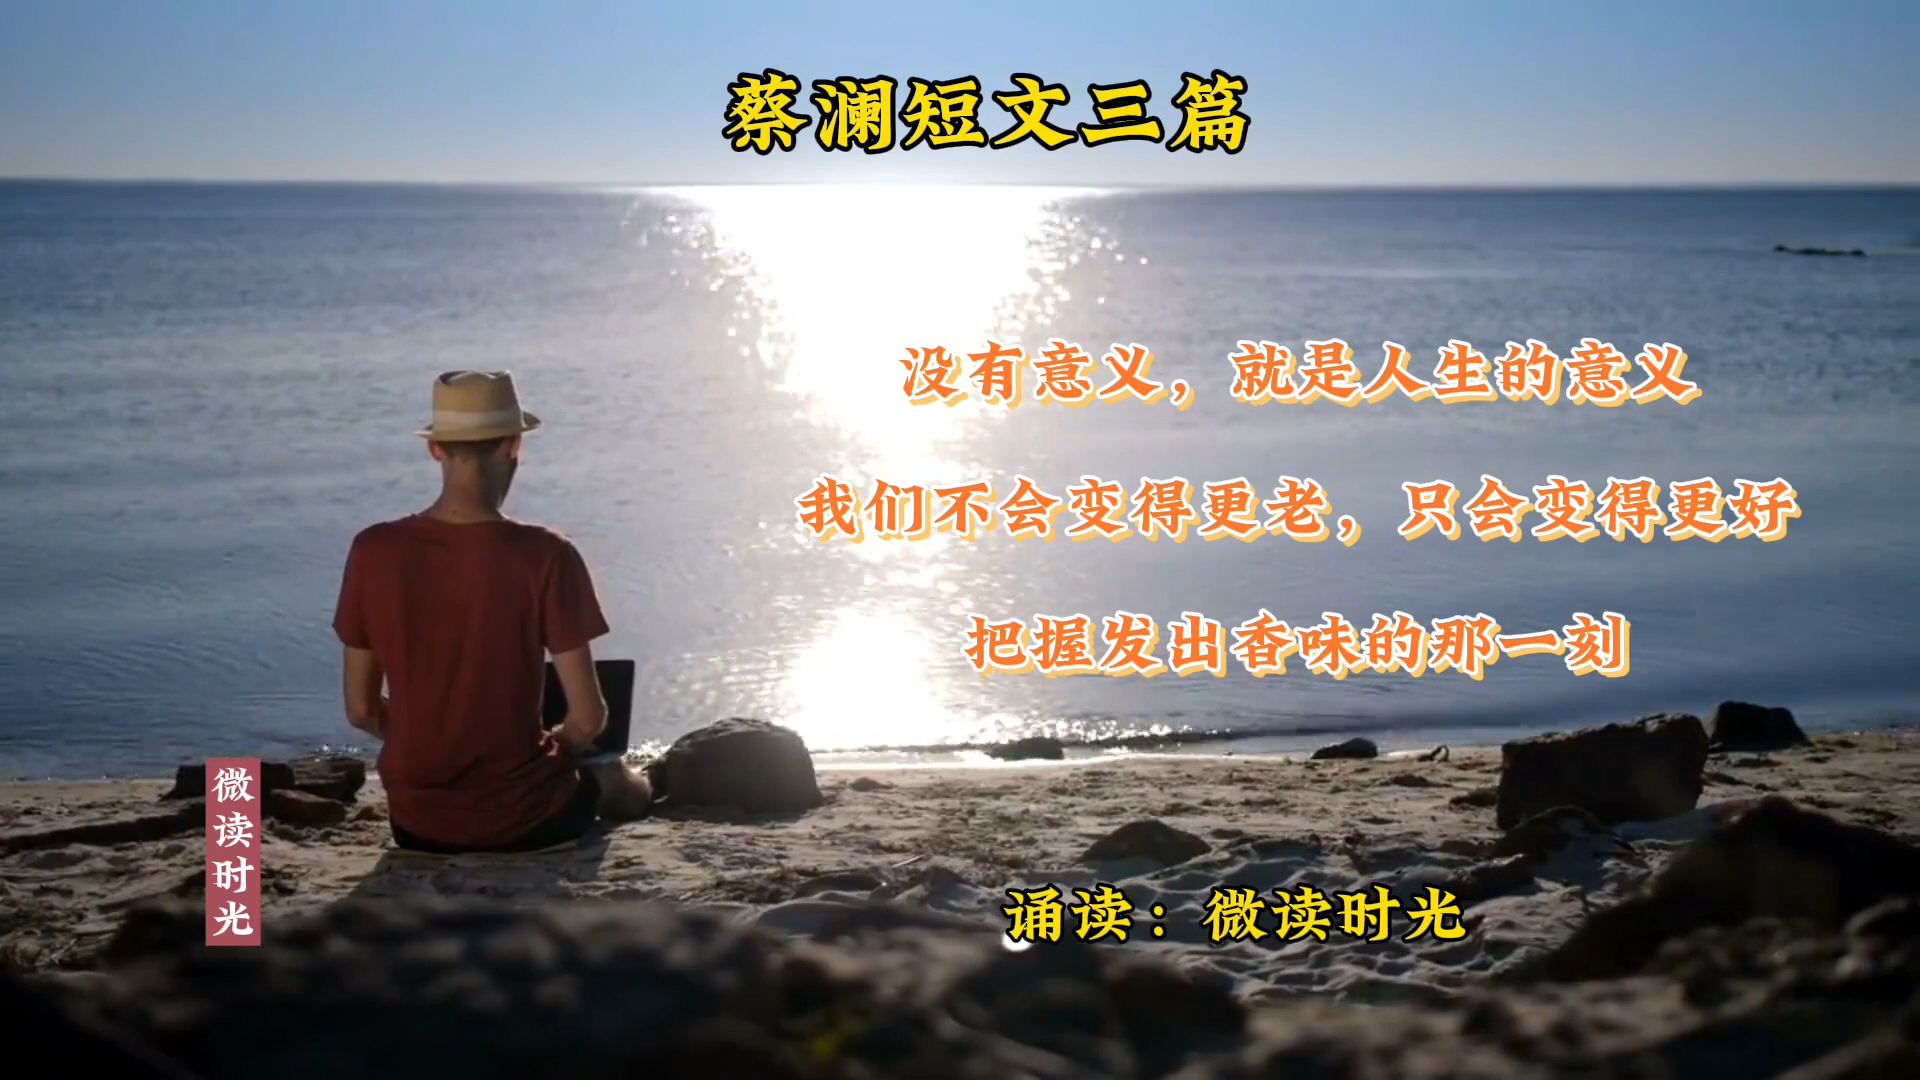 蔡澜短文三篇
没有意义，就是人生的意义
我们不会变得更老，只会变得更好
把握发出香味的那一刻
微读时光
诵读：微读时光